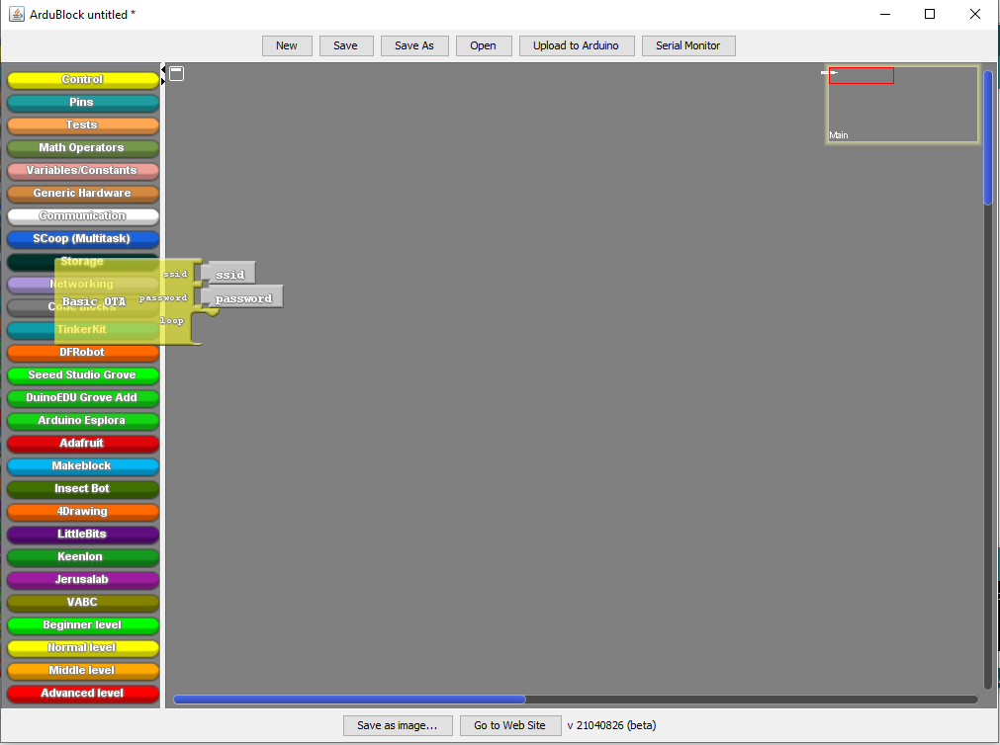 ArduBlock untitled *
New Save Save As Open Upload to Arduino Serial Monitor
Control
Pins
Tests
Math Operators
Variables/Constants
Generic Hardware
Communication
SCoop (Multitask)
Storage
Networking
Code Blocks
TinkerKit
DFRobot
Seeed Studio Grove
DuinoEDU Grove Add
Arduino Esplora
Adafruit
Makeblock
Insect Bot
4Drawing
LittleBits
Keenlon
Jerusalab
VABC
Beginner level
Normal level
Middle level
Advanced level
ssid ssid
Basic OTA password password
loop
Main
Save as image... Go to Web Site v 21040826 (beta)